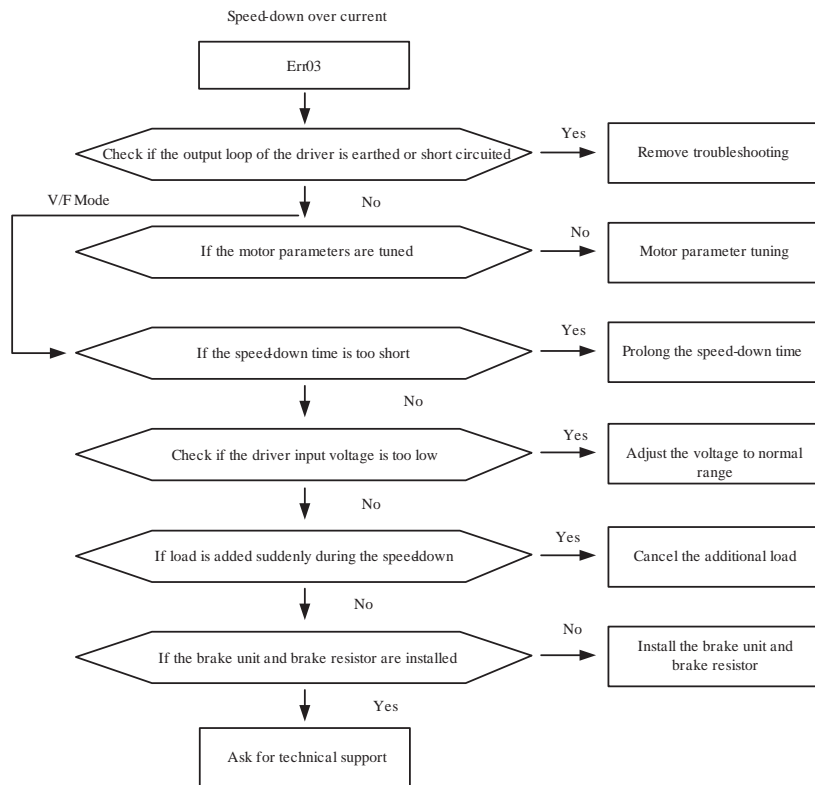 Speed-down over current
Err03
Check if the output loop of the driver is earthed or short circuited
Yes
Remove troubleshooting
V/F Mode
No
If the motor parameters are tuned
No
Motor parameter tuning
If the speed-down time is too short
Yes
Prolong the speed-down time
No
Check if the driver input voltage is too low
Yes
Adjust the voltage to normal
range
No
If load is added suddenly during the speed-down
Yes
Cancel the additional load
No
If the brake unit and brake resistor are installed
No
Install the brake unit and
brake resistor
Yes
Ask for technical support